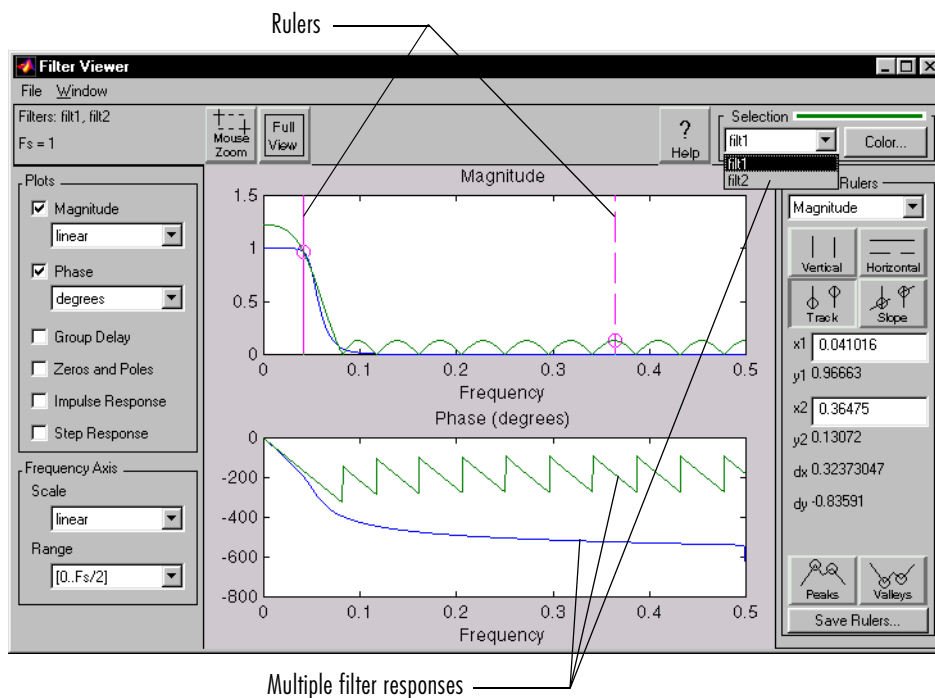 Rulers
Filter Viewer
File Window
Filters: filt1, filt2
Fs = 1
Mouse
Zoom
Full
View
?
Help
Selection
filt1
Color...
filt1
filt2
Plots
Magnitude
linear
Phase
degrees
Group Delay
Zeros and Poles
Impulse Response
Step Response
Frequency Axis
Scale
linear
Range
[0..Fs/2]
Magnitude
1.5
1
0.5
0
0 0.1 0.2 0.3 0.4 0.5
Frequency
Phase (degrees)
0
-200
-400
-600
-800
0 0.1 0.2 0.3 0.4 0.5
Frequency
Rulers
Magnitude
Vertical Horizontal
Track Slope
x1 0.041016
y1 0.96663
x2 0.36475
y2 0.13072
dx 0.32373047
dy -0.83591
Peaks Valleys
Save Rulers...
Multiple filter responses